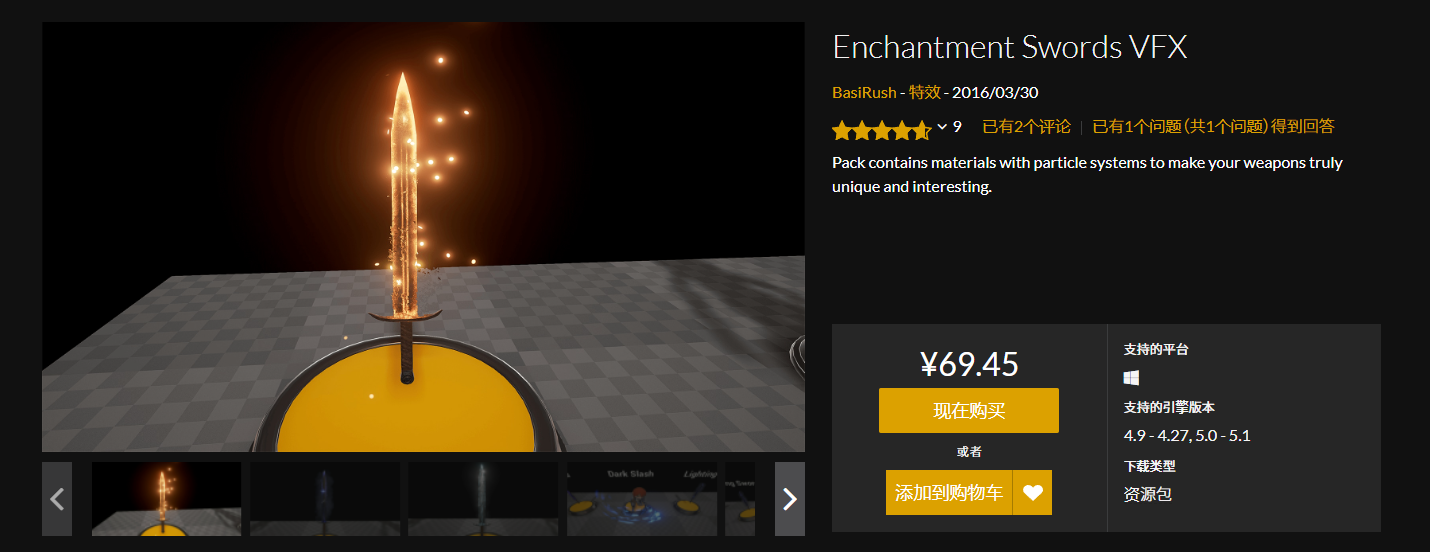 Enchantment Swords VFX
BasiRush - 特效 - 2016/03/30
9 已有2个评论 | 已有1个问题 (共1个问题) 得到回答
Pack contains materials with particle systems to make your weapons truly
unique and interesting.
¥69.45
现在购买
或者
添加到购物车
支持的平台
支持的引擎版本
4.9 - 4.27, 5.0 - 5.1
下载类型
资源包
Dark Slash